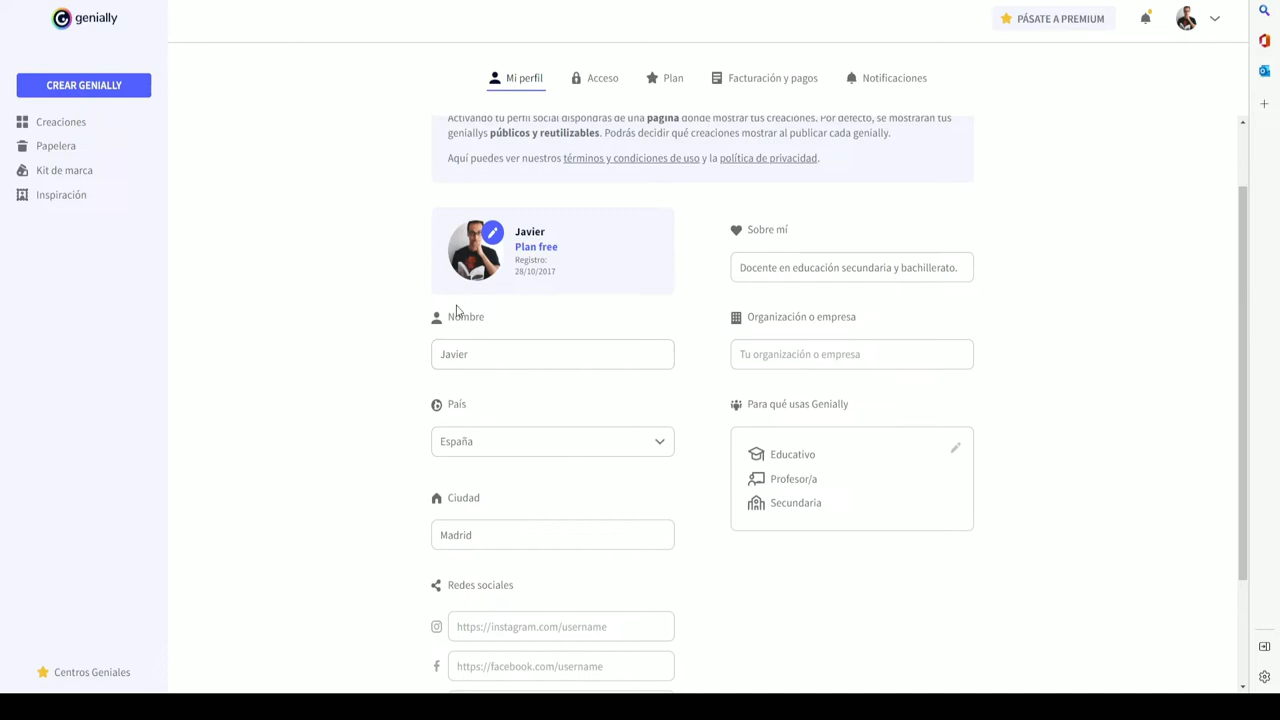 genially
PÁSATE A PREMIUM
CREAR GENIALLY
Creaciones
Papelera
Kit de marca
Inspiración
Centros Geniales
Mi perfil
Acceso
Plan
Facturación y pagos
Notificaciones
Activando tu perfil social dispondrás de una página donde mostrar tus creaciones. Por defecto, se mostrarán tus
geniallys públicos y reutilizables. Podrás decidir qué creaciones mostrar al publicar cada genially.
Aquí puedes ver nuestros términos y condiciones de uso y la política de privacidad.
Javier
Plan free
Registro:
28/10/2017
Nombre
Javier
País
España
Ciudad
Madrid
Redes sociales
https://instagram.com/username
https://facebook.com/username
Sobre mí
Docente en educación secundaria y bachillerato.
Organización o empresa
Tu organización o empresa
Para qué usas Genially
Educativo
Profesor/a
Secundaria